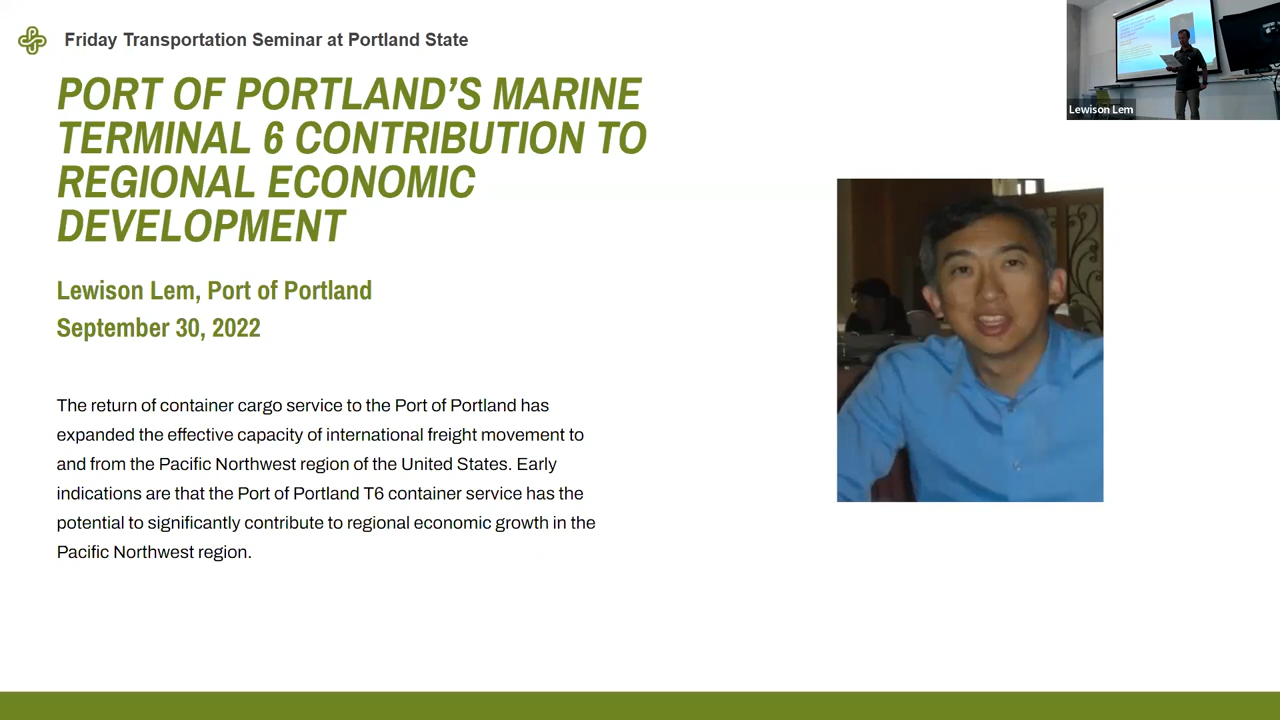 Friday Transportation Seminar at Portland State
PORT OF PORTLAND’S MARINE
TERMINAL 6 CONTRIBUTION TO
REGIONAL ECONOMIC
DEVELOPMENT
Lewison Lem, Port of Portland
September 30, 2022
The return of container cargo service to the Port of Portland has
expanded the effective capacity of international freight movement to
and from the Pacific Northwest region of the United States. Early
indications are that the Port of Portland T6 container service has the
potential to significantly contribute to regional economic growth in the
Pacific Northwest region.
Lewison Lem